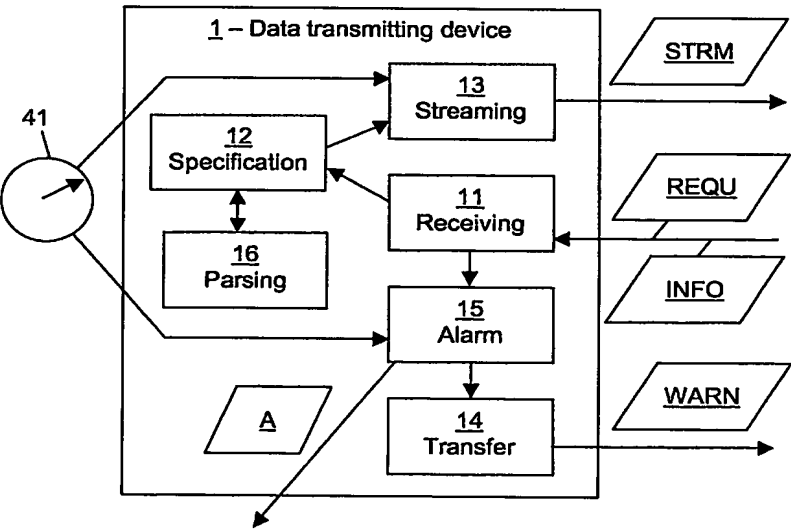 1 – Data transmitting device
STRM
13
Streaming
41
12
Specification
REQU
11
Receiving
16
Parsing
INFO
15
Alarm
WARN
A
14
Transfer